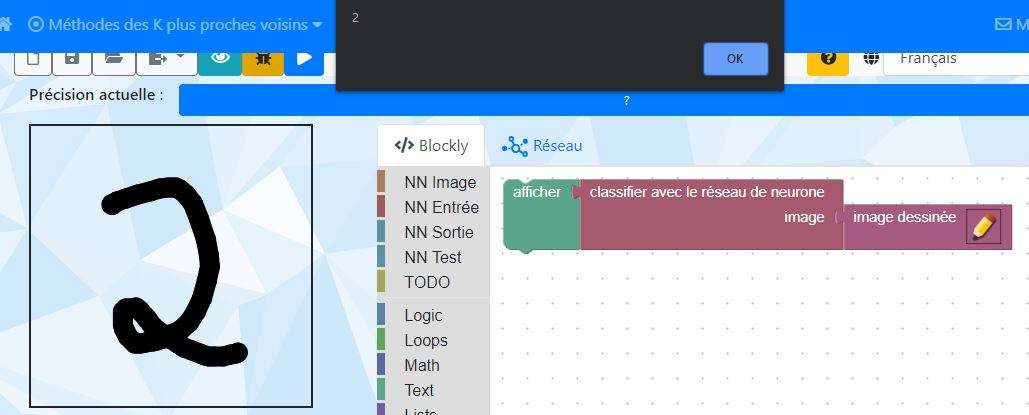 2
Méthodes des K plus proches voisins
OK
?
Français
Précision actuelle :
?
2
Blockly
Réseau
NN Image
NN Entrée
NN Sortie
NN Test
TODO
Logic
Loops
Math
Text
afficher
classifier avec le réseau de neurone
image
image dessinée